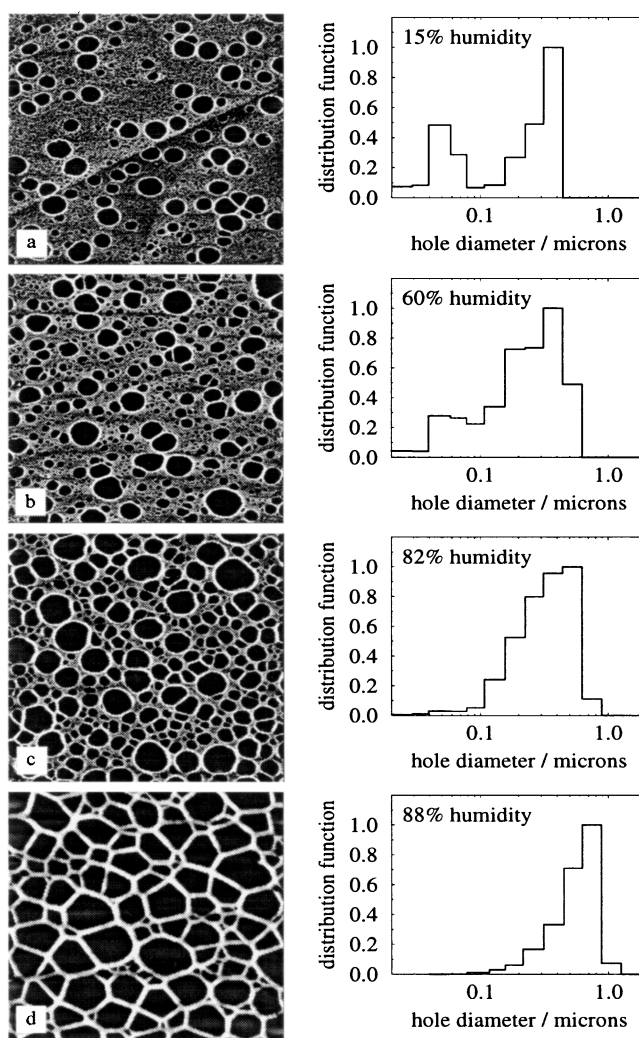 a
distribution function
15% humidity
1.0
0.8
0.6
0.4
0.2
0.0
0.1 1.0
hole diameter / microns
b
distribution function
60% humidity
1.0
0.8
0.6
0.4
0.2
0.0
0.1 1.0
hole diameter / microns
c
distribution function
82% humidity
1.0
0.8
0.6
0.4
0.2
0.0
0.1 1.0
hole diameter / microns
d
distribution function
88% humidity
1.0
0.8
0.6
0.4
0.2
0.0
0.1 1.0
hole diameter / microns